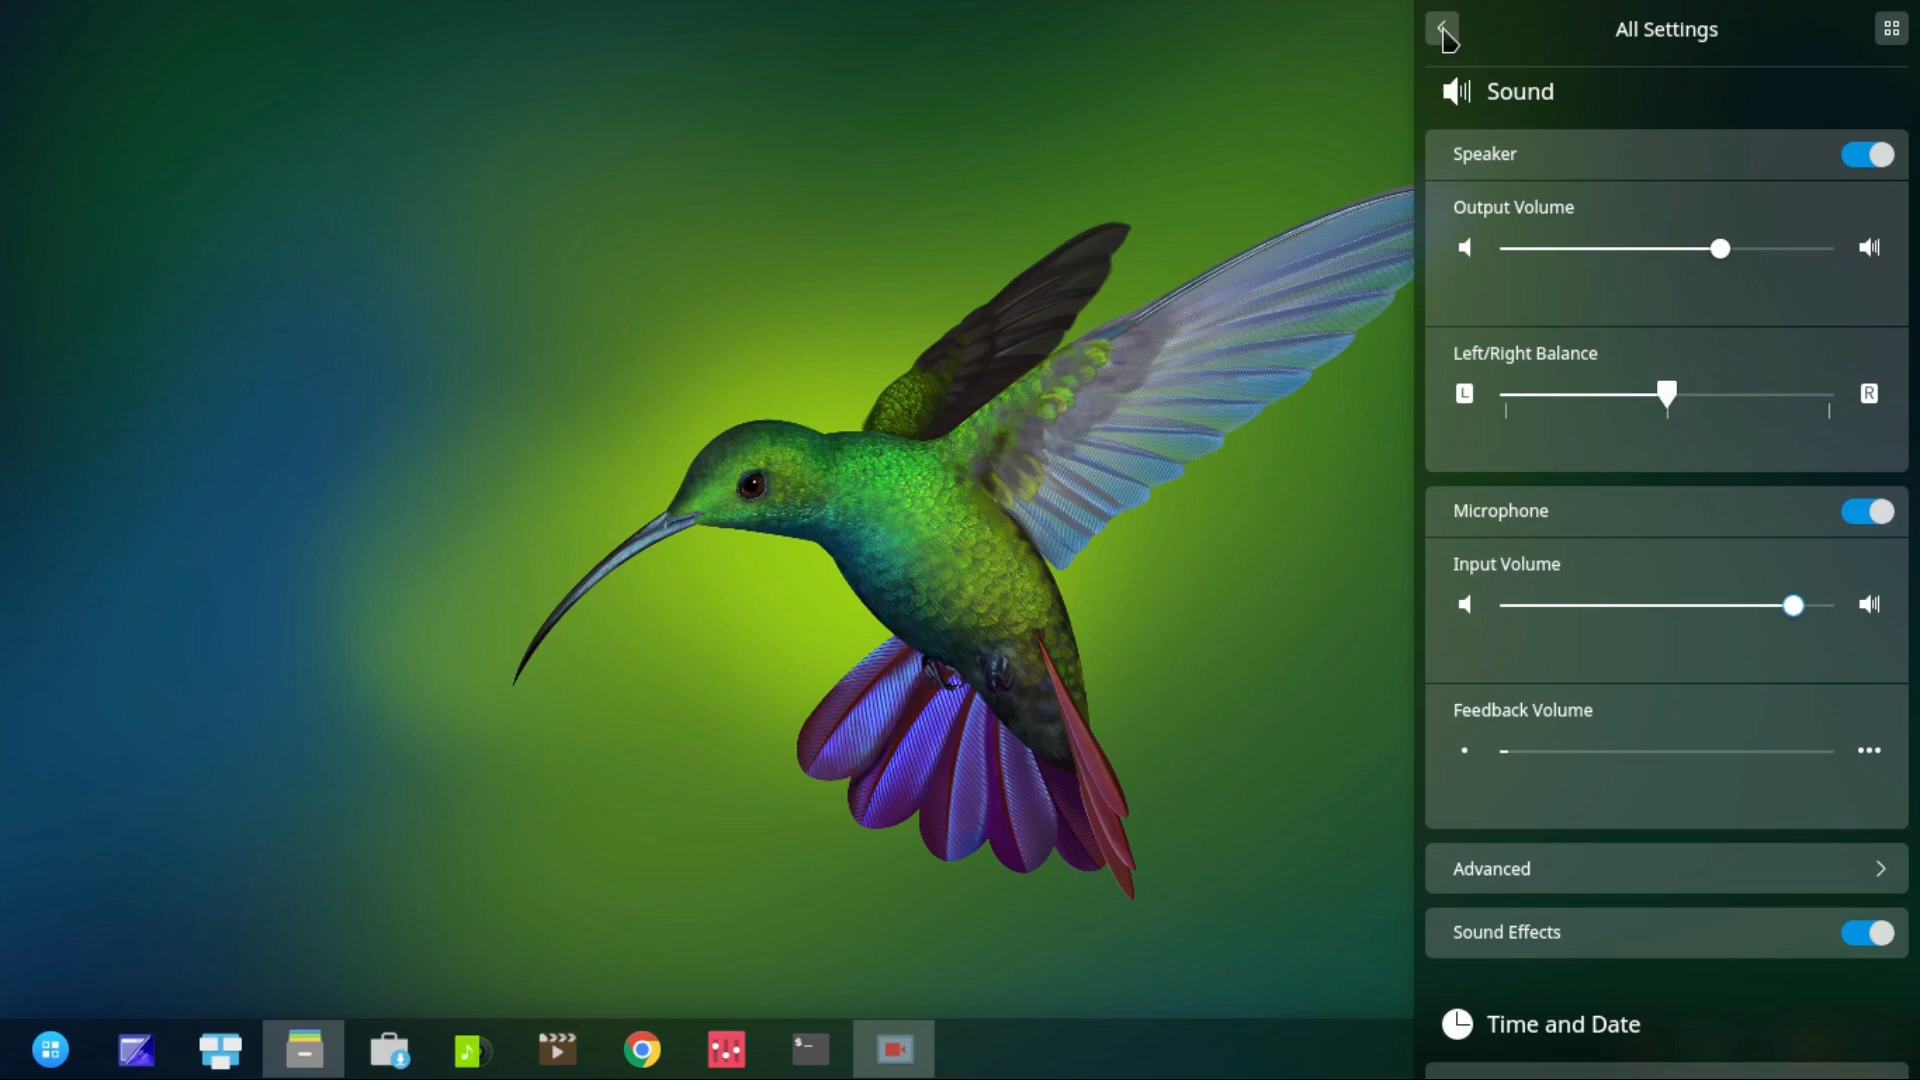 All Settings
Sound
Speaker
Output Volume
Left/Right Balance
L
R
Microphone
Input Volume
Feedback Volume
Advanced
Sound Effects
Time and Date
$_